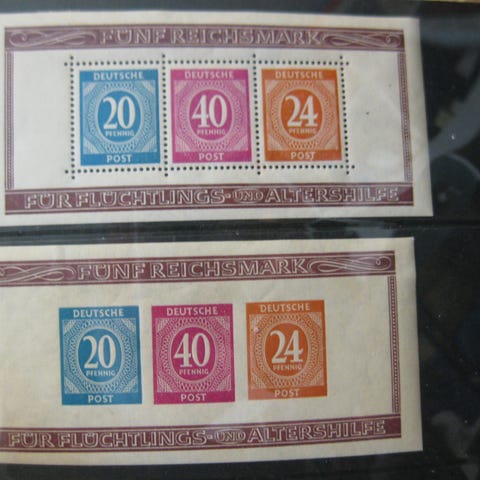 FÜNF REICHSMARK
DEUTSCHE DEUTSCHE DEUTSCHE
20 40 24
PFENNIG PFENNIG PFENNIG
POST POST POST
FÜR FLÜCHTLINGS- UND ALTERSHILFE
FÜNF REICHSMARK
DEUTSCHE DEUTSCHE DEUTSCHE
20 40 24
PFENNIG PFENNIG PFENNIG
POST POST POST
FÜR FLÜCHTLINGS- UND ALTERSHILFE